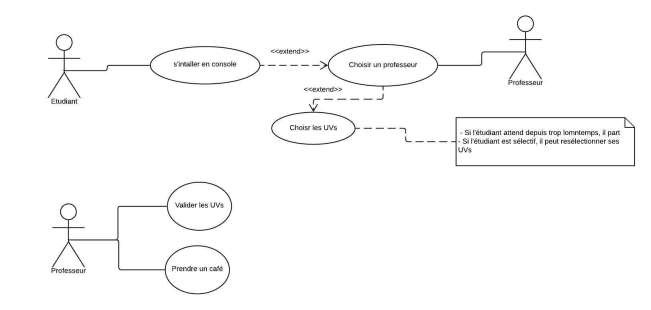 <<extend>>
s'intaller en console
Choisir un professeur
Professeur
<<extend>>
Etudiant
Choisr les UVs
- Si l'étudiant attend depuis trop lomntemps, il part
- Si l'étudiant est sélectif, il peut resélectionner ses
UVs
Valider les UVs
Prendre un café
Professeur